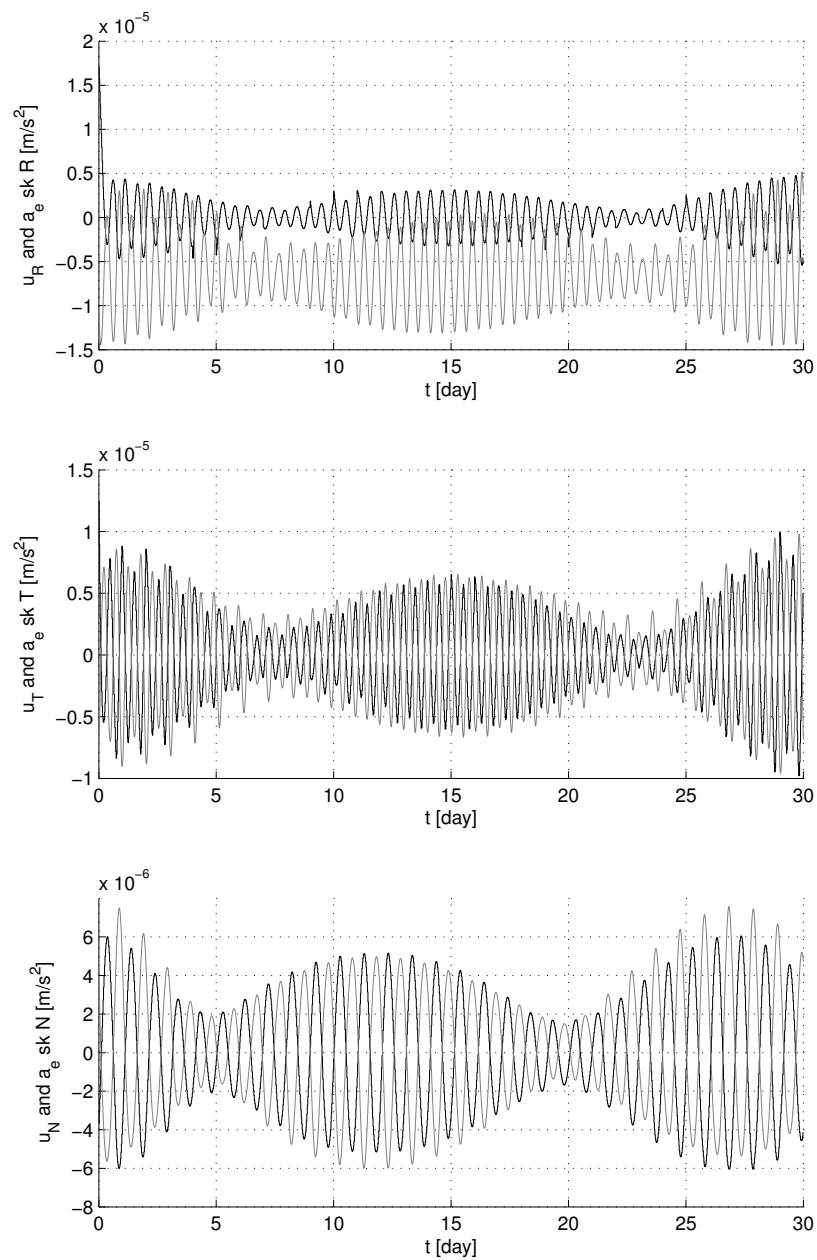 x 10⁻⁵
2
1.5
1
0.5
0
−0.5
−1
−1.5
0 5 10 15 20 25 30
t [day]
u_R and a_e sk R [m/s²]
x 10⁻⁵
1.5
1
0.5
0
−0.5
−1
0 5 10 15 20 25 30
t [day]
u_T and a_e sk T [m/s²]
x 10⁻⁶
6
4
2
0
−2
−4
−6
−8
0 5 10 15 20 25 30
t [day]
u_N and a_e sk N [m/s²]